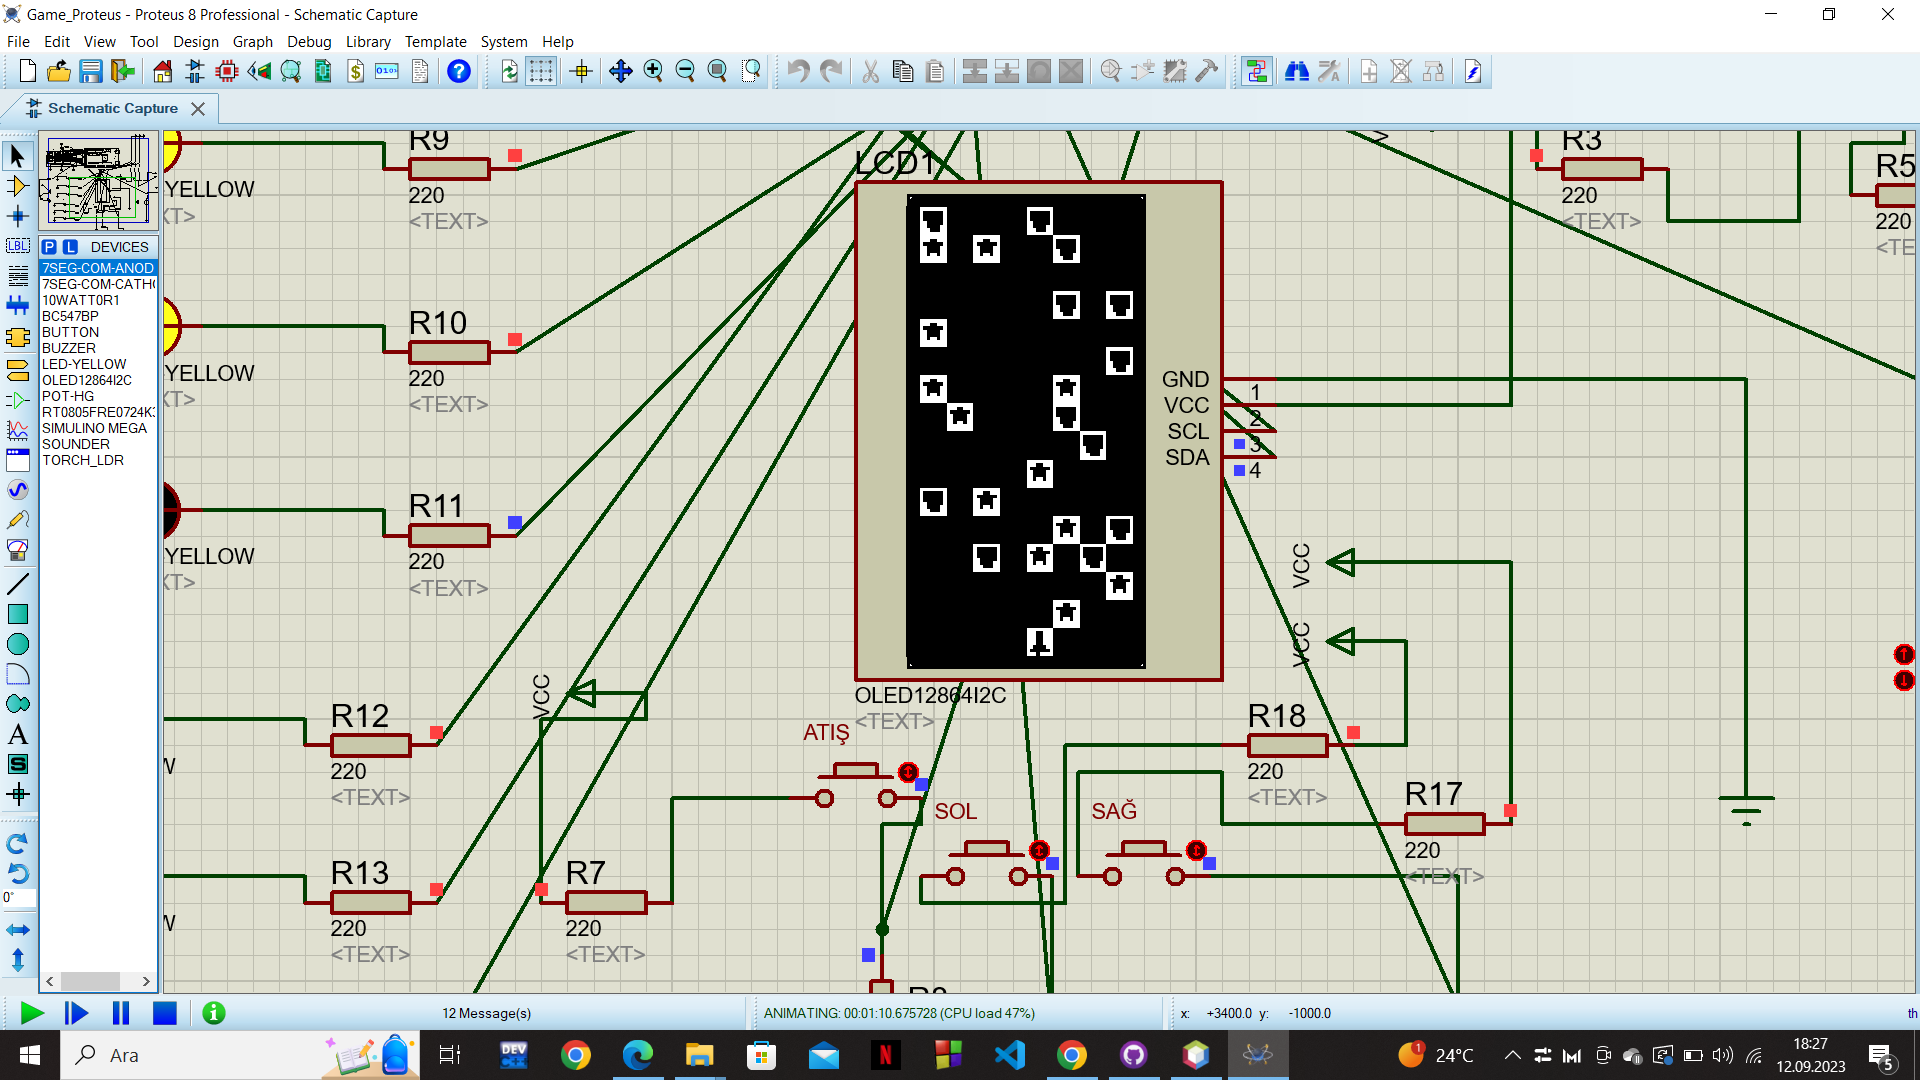 Game_Proteus - Proteus 8 Professional - Schematic Capture
File Edit View Tool Design Graph Debug Library Template System Help
Schematic Capture
DEVICES
P L
7SEG-COM-ANOD
7SEG-COM-CATH
10WATT0R1
BC547BP
BUTTON
BUZZER
LED-YELLOW
OLED12864I2C
POT-HG
RT0805FRE0724K
SIMULINO MEGA
SOUNDER
TORCH_LDR
LBL
A
S
0°
R9
220
<TEXT>
YELLOW
R10
220
<TEXT>
YELLOW
R11
220
<TEXT>
YELLOW
R12
220
<TEXT>
R13
220
<TEXT>
VCC
R7
220
<TEXT>
LCD1
GND
VCC
SCL
SDA
1
2
3
4
OLED12864I2C
<TEXT>
ATIŞ
SOL
SAĞ
VCC
VCC
R18
220
<TEXT>
R17
220
<TEXT>
R3
220
<TEXT>
R5
220
12 Message(s)
ANIMATING: 00:01:10.675728 (CPU load 47%)
x: +3400.0 y: -1000.0
th
Ara
DEV
N
1
24°C
18:27
12.09.2023
5